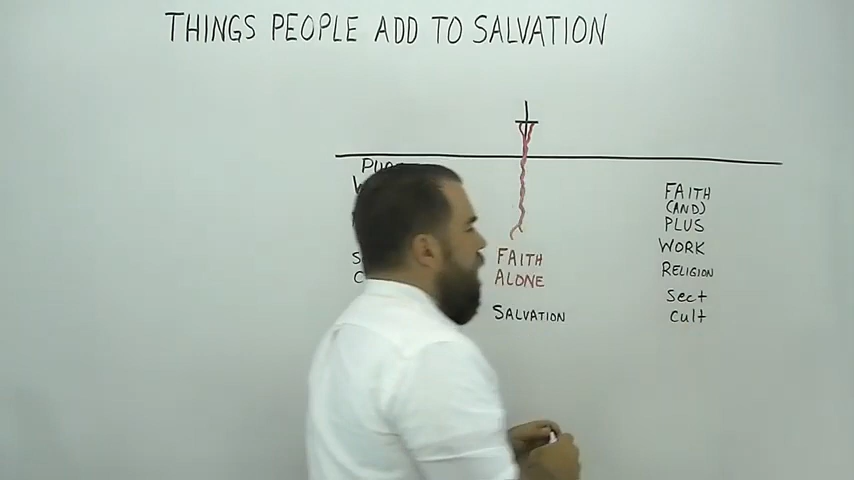 THINGS PEOPLE ADD TO SALVATION
FAITH
ALONE
SALVATION
FAITH
(AND)
PLUS
WORK
RELIGION
Sect
Cult